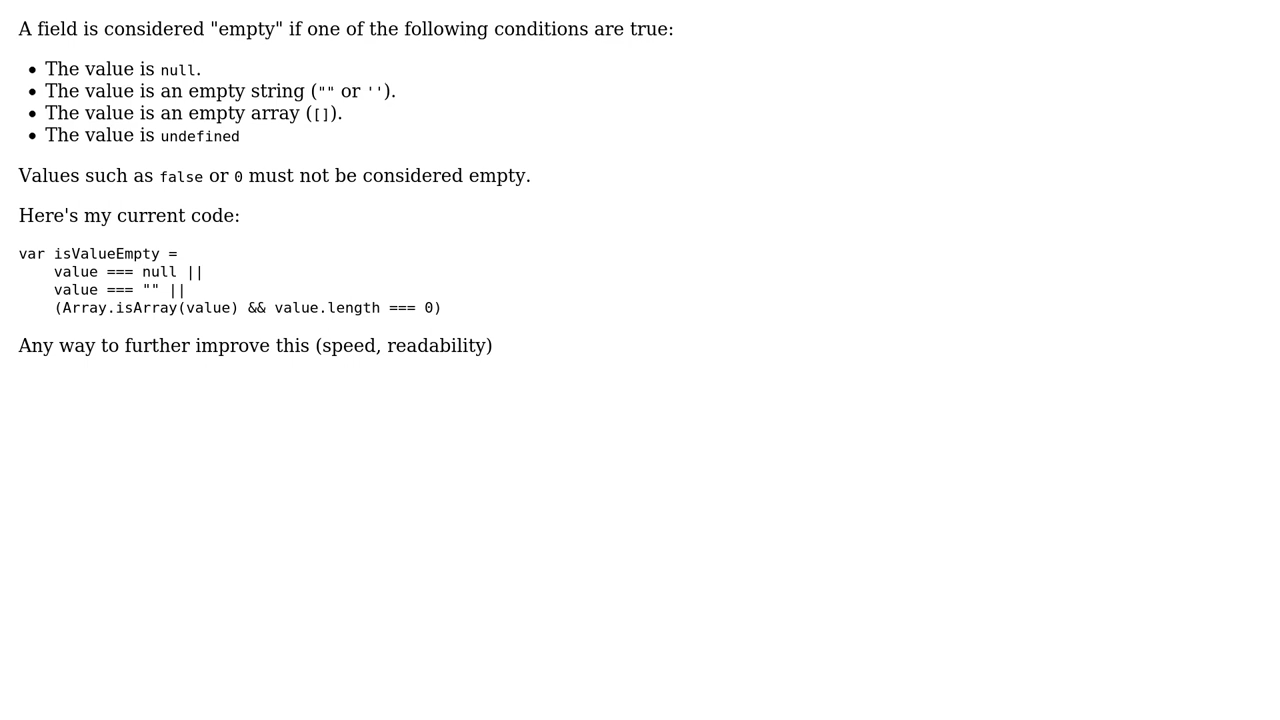 A field is considered "empty" if one of the following conditions are true:
• The value is null.
• The value is an empty string ("" or '').
• The value is an empty array ([]).
• The value is undefined
Values such as false or 0 must not be considered empty.
Here's my current code:
var isValueEmpty =
    value === null ||
    value === "" ||
    (Array.isArray(value) && value.length === 0)
Any way to further improve this (speed, readability)